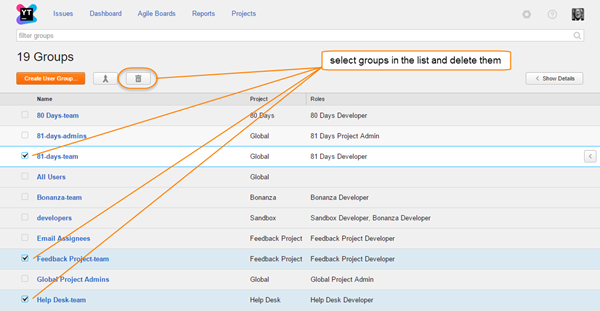 YT
Issues Dashboard Agile Boards Reports Projects
filter groups
19 Groups
select groups in the list and delete them
Create User Group... Show Details
Name Project Roles
80 Days-team 80 Days 80 Days Developer
81-days-admins Global 81 Days Project Admin
81-days-team Global 81 Days Developer
All Users Global
Bonanza-team Bonanza Bonanza Developer
developers Sandbox Sandbox Developer, Bonanza Developer
Email Assignees Feedback Project Feedback Project Developer
Feedback Project-team Feedback Project Feedback Project Developer
Global Project Admins Global Global Project Admin
Help Desk-team Help Desk Help Desk Developer